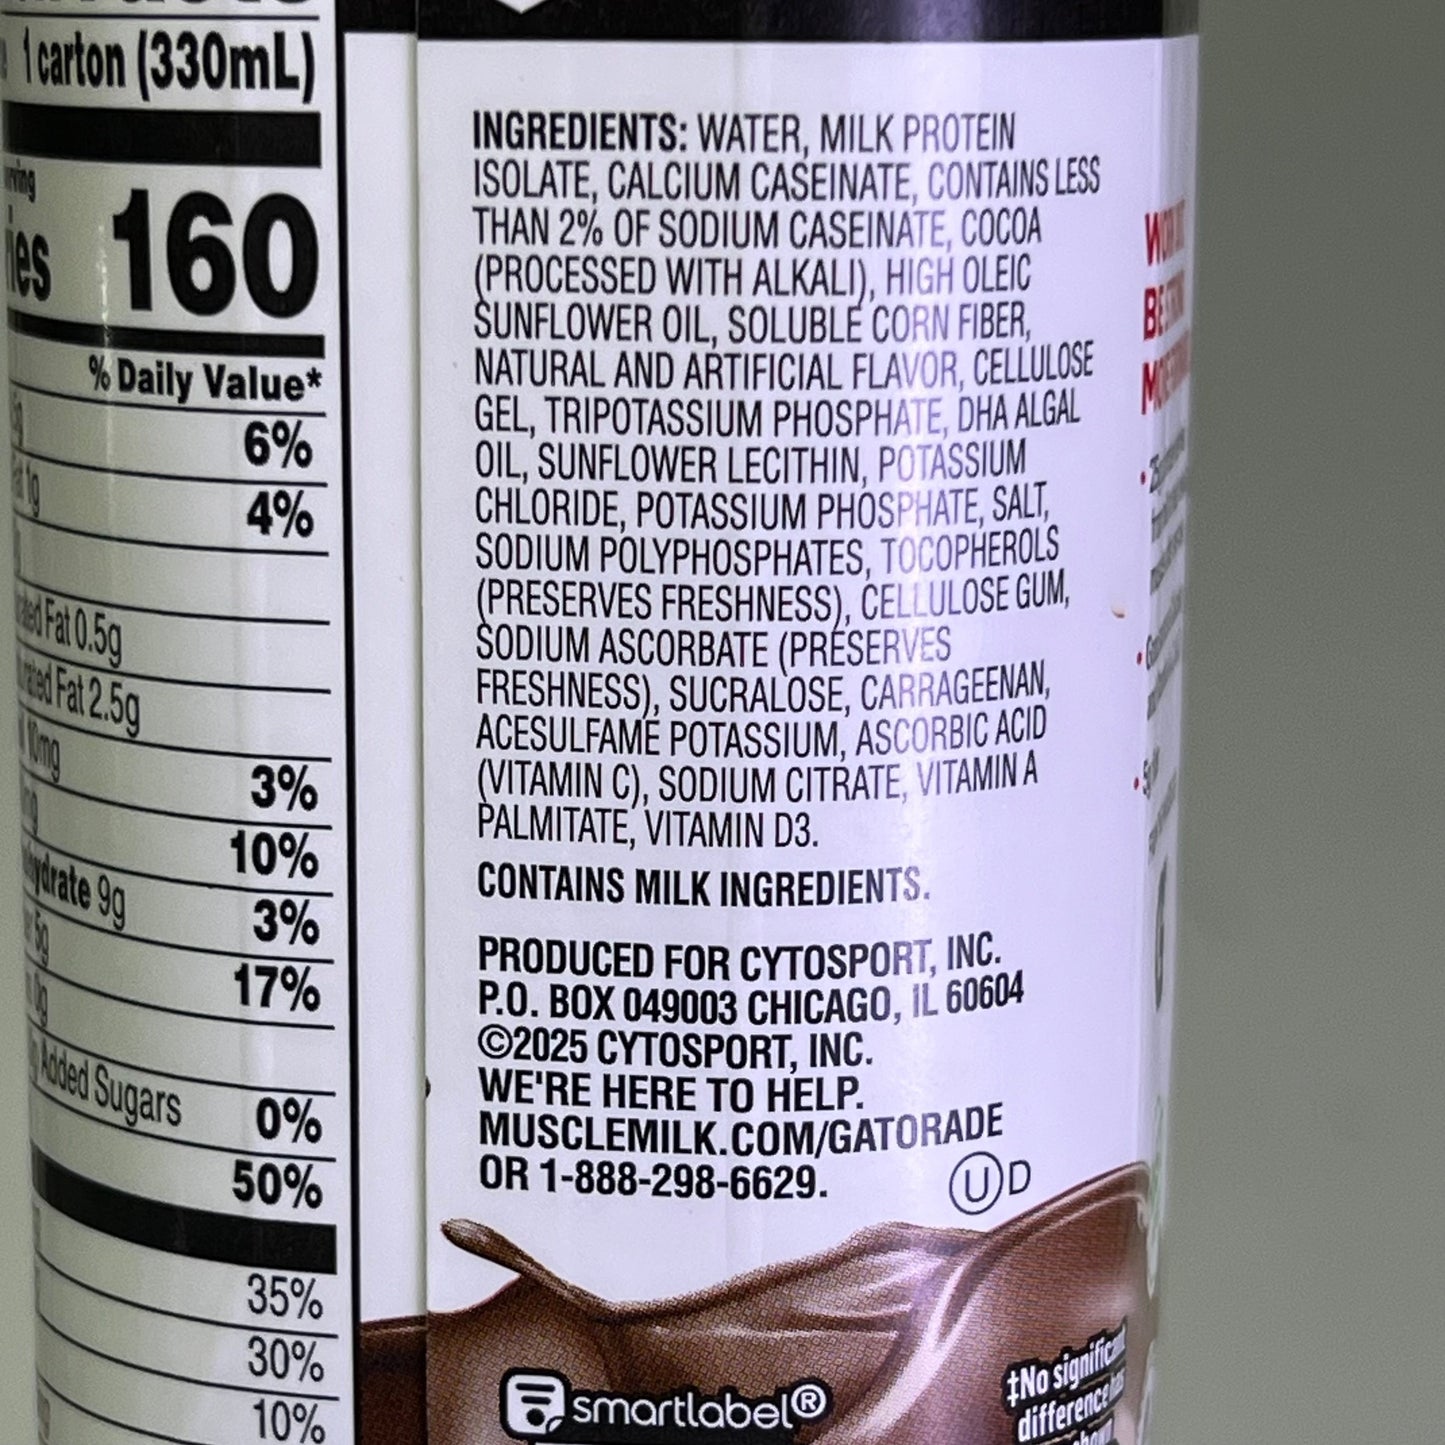 1 carton (330mL)
160
% Daily Value*
6%
1g 4%
Fat 0.5g
Fat 2.5g
10mg 3%
10%
9g 3%
17%
0g
Added Sugars 0%
50%
35%
30%
10%
INGREDIENTS: WATER, MILK PROTEIN
ISOLATE, CALCIUM CASEINATE, CONTAINS LESS
THAN 2% OF SODIUM CASEINATE, COCOA
(PROCESSED WITH ALKALI), HIGH OLEIC
SUNFLOWER OIL, SOLUBLE CORN FIBER,
NATURAL AND ARTIFICIAL FLAVOR, CELLULOSE
GEL, TRIPOTASSIUM PHOSPHATE, DHA ALGAL
OIL, SUNFLOWER LECITHIN, POTASSIUM
CHLORIDE, POTASSIUM PHOSPHATE, SALT,
SODIUM POLYPHOSPHATES, TOCOPHEROLS
(PRESERVES FRESHNESS), CELLULOSE GUM,
SODIUM ASCORBATE (PRESERVES
FRESHNESS), SUCRALOSE, CARRAGEENAN,
ACESULFAME POTASSIUM, ASCORBIC ACID
(VITAMIN C), SODIUM CITRATE, VITAMIN A
PALMITATE, VITAMIN D3.
CONTAINS MILK INGREDIENTS.
PRODUCED FOR CYTOSPORT, INC.
P.O. BOX 049003 CHICAGO, IL 60604
©2025 CYTOSPORT, INC.
WE'RE HERE TO HELP.
MUSCLEMILK.COM/GATORADE
OR 1-888-298-6629.
U D
smartlabel®
‡No significant
difference has
shown